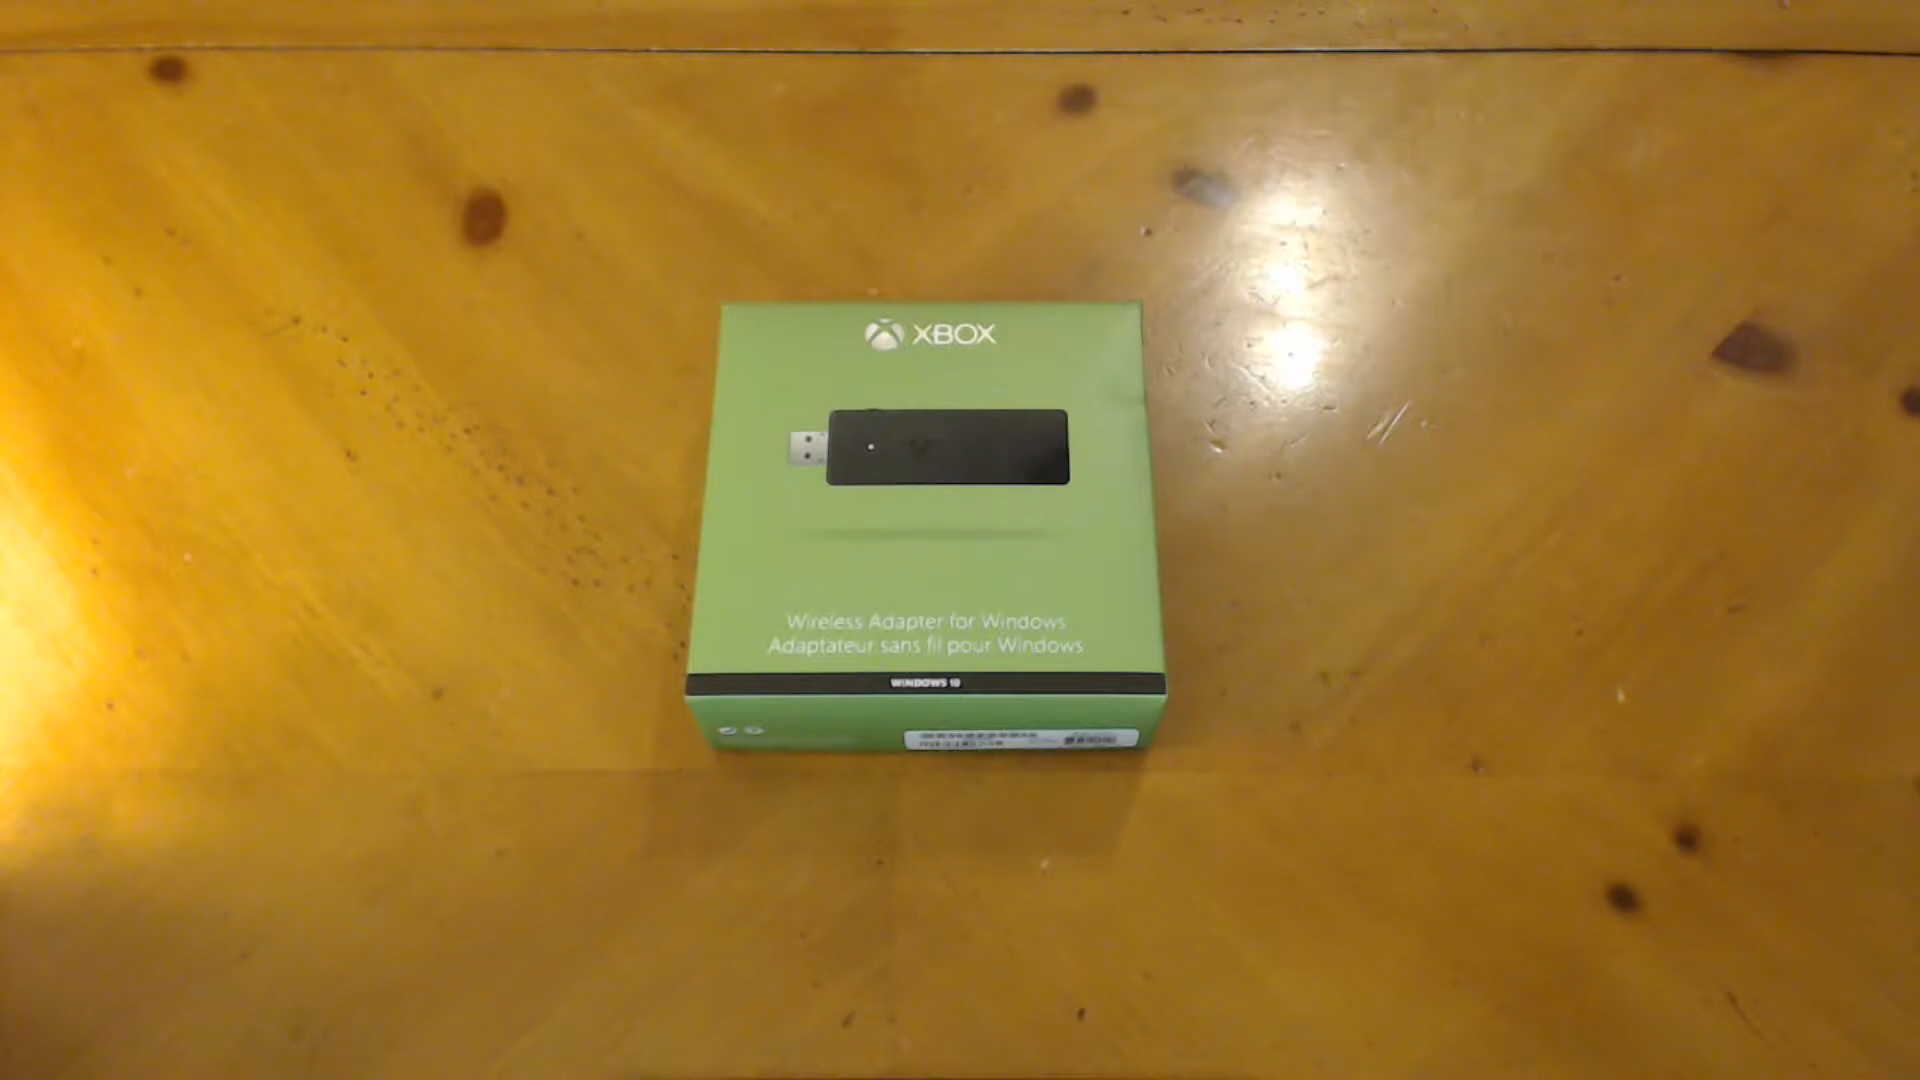 XBOX
Wireless Adapter for Windows
Adaptateur sans fil pour Windows
WINDOWS 10